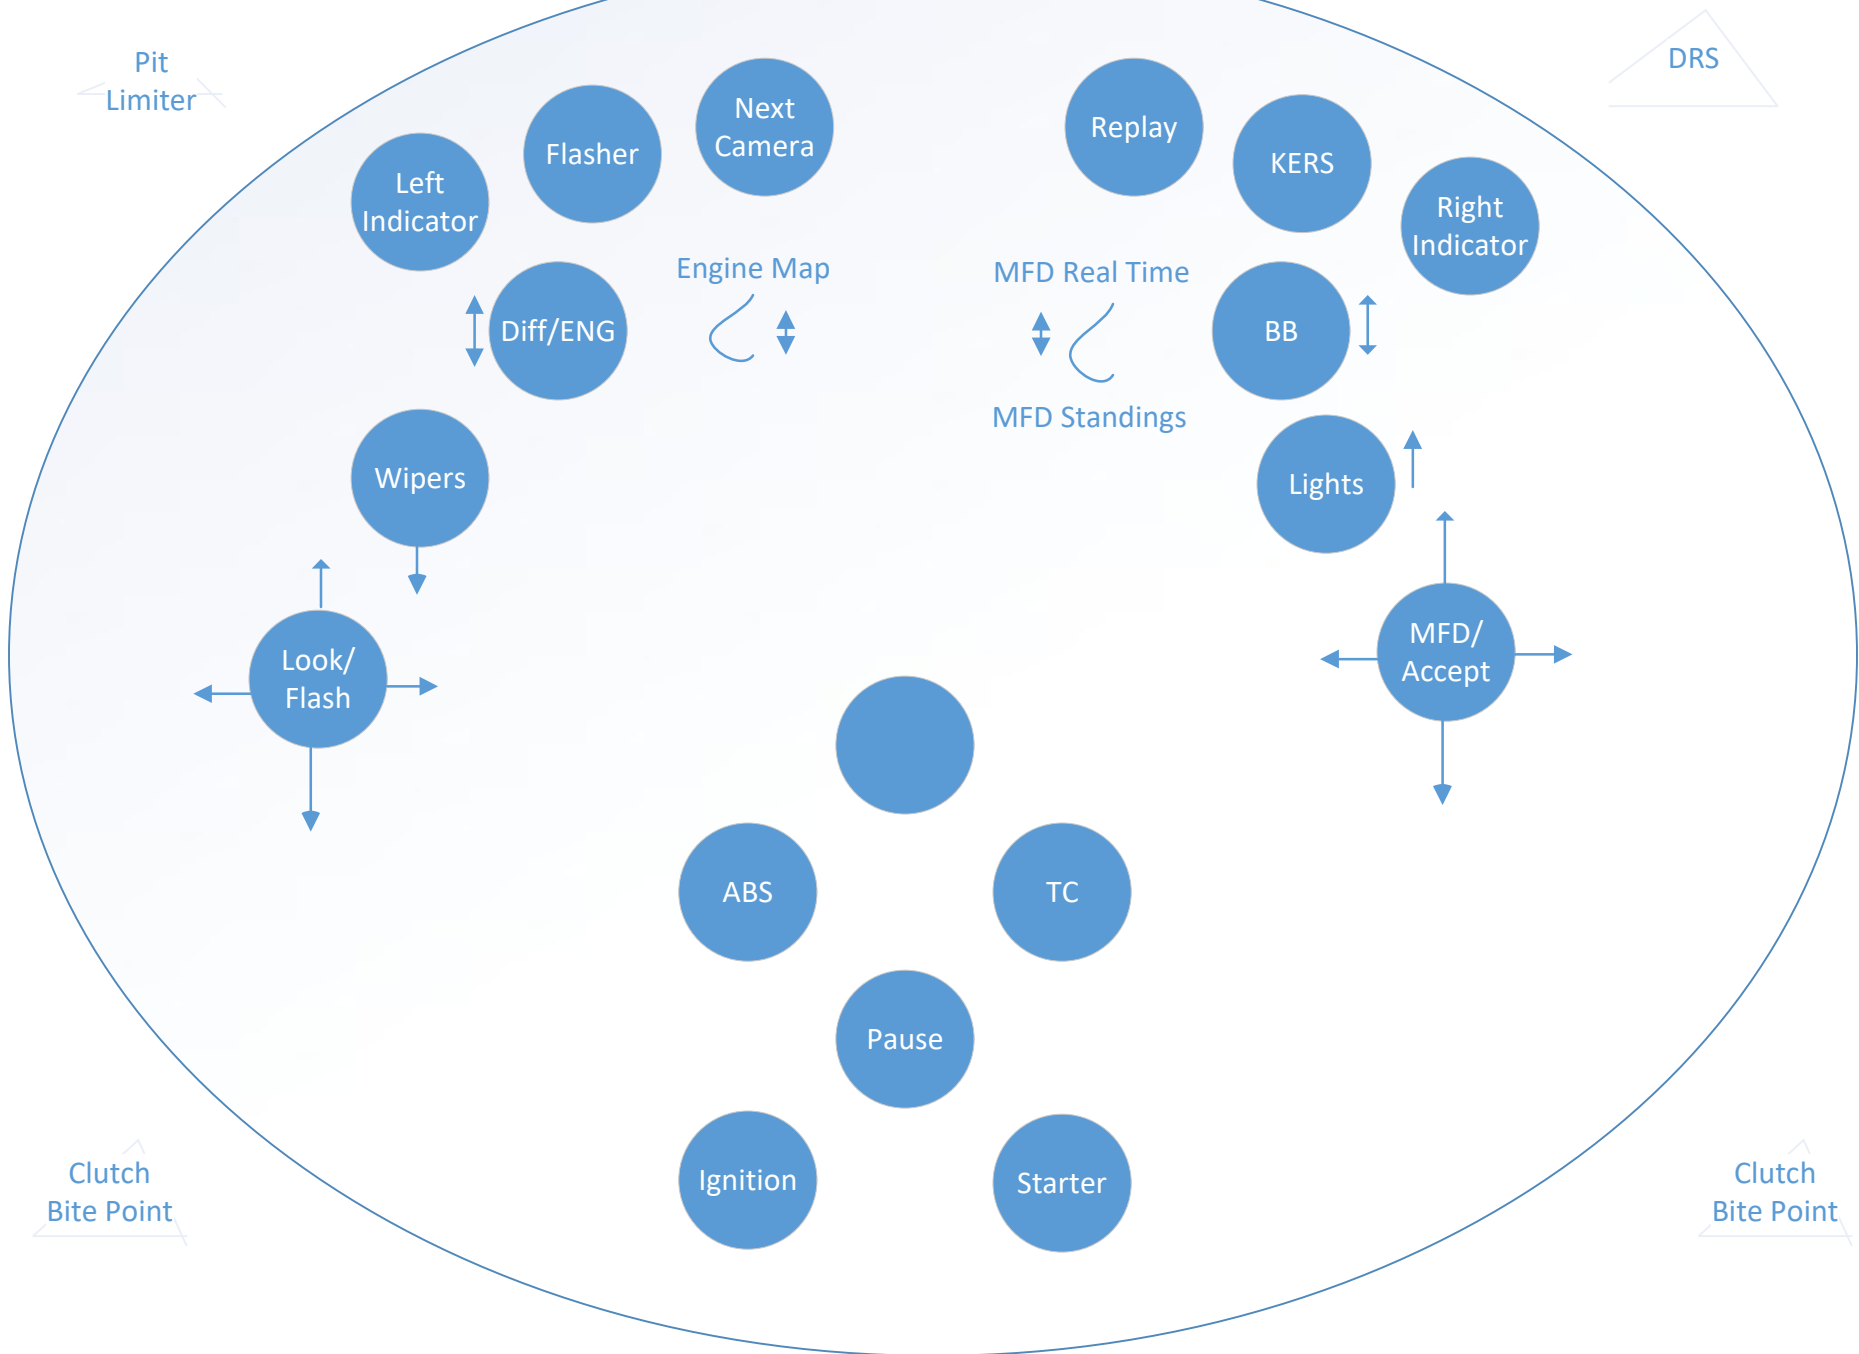 Pit
Limiter
DRS
Next
Camera
Replay
Flasher
KERS
Left
Indicator
Right
Indicator
Engine Map
MFD Real Time
Diff/ENG
BB
MFD Standings
Wipers
Lights
Look/
Flash
MFD/
Accept
ABS
TC
Pause
Clutch
Bite Point
Ignition
Starter
Clutch
Bite Point